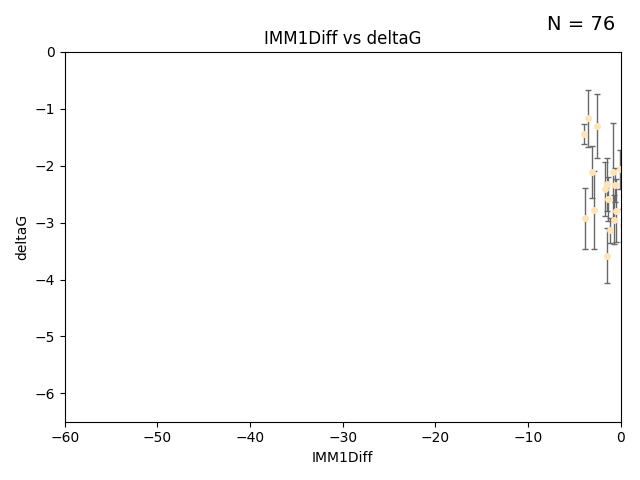 N = 76
IMM1Diff vs deltaG
0
−1
−2
−3
−4
−5
−6
deltaG
−60 −50 −40 −30 −20 −10 0
IMM1Diff